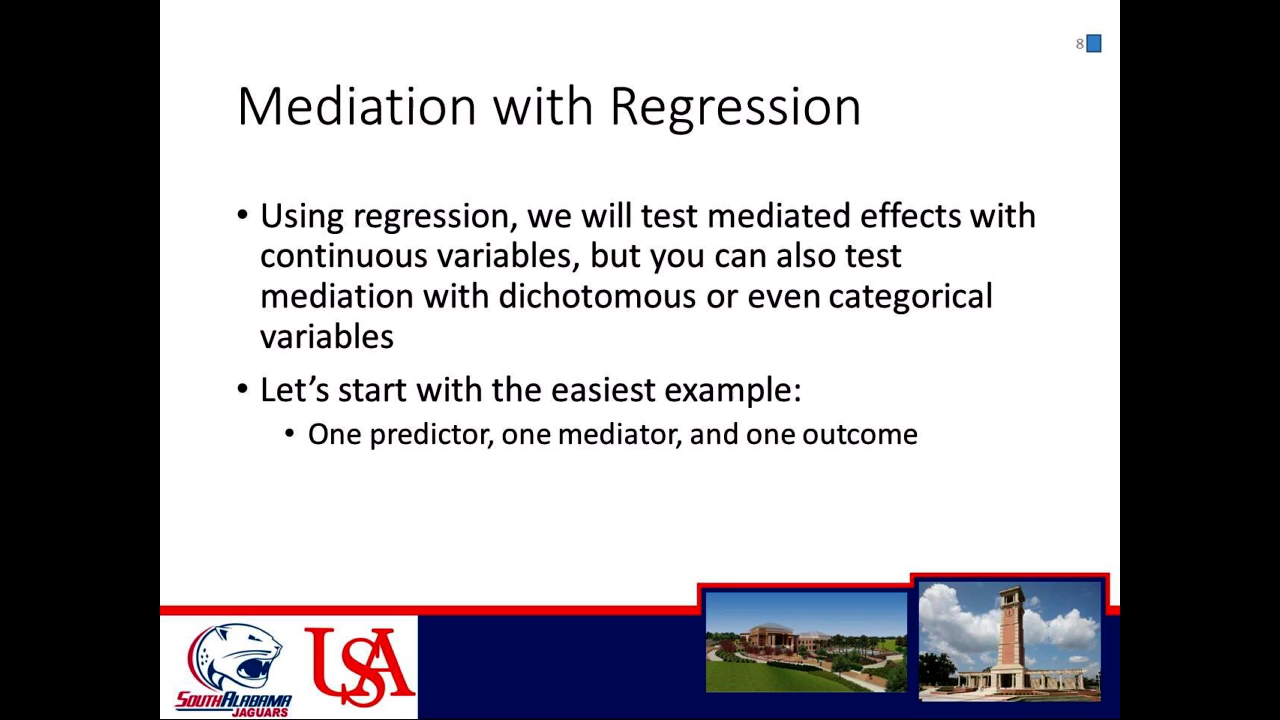 8
Mediation with Regression
• Using regression, we will test mediated effects with
continuous variables, but you can also test
mediation with dichotomous or even categorical
variables
• Let’s start with the easiest example:
• One predictor, one mediator, and one outcome
SOUTH ALABAMA
JAGUARS
USA